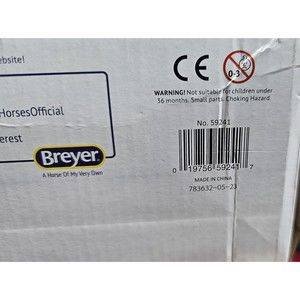 ebsite!
HorsesOfficial
erest
Breyer
A Horse Of My Very Own
CE
0-3
WARNING! Not suitable for children under
36 months. Small parts. Choking Hazard.
No. 59241
0 19756 59241 7
MADE IN CHINA
783632-05-23